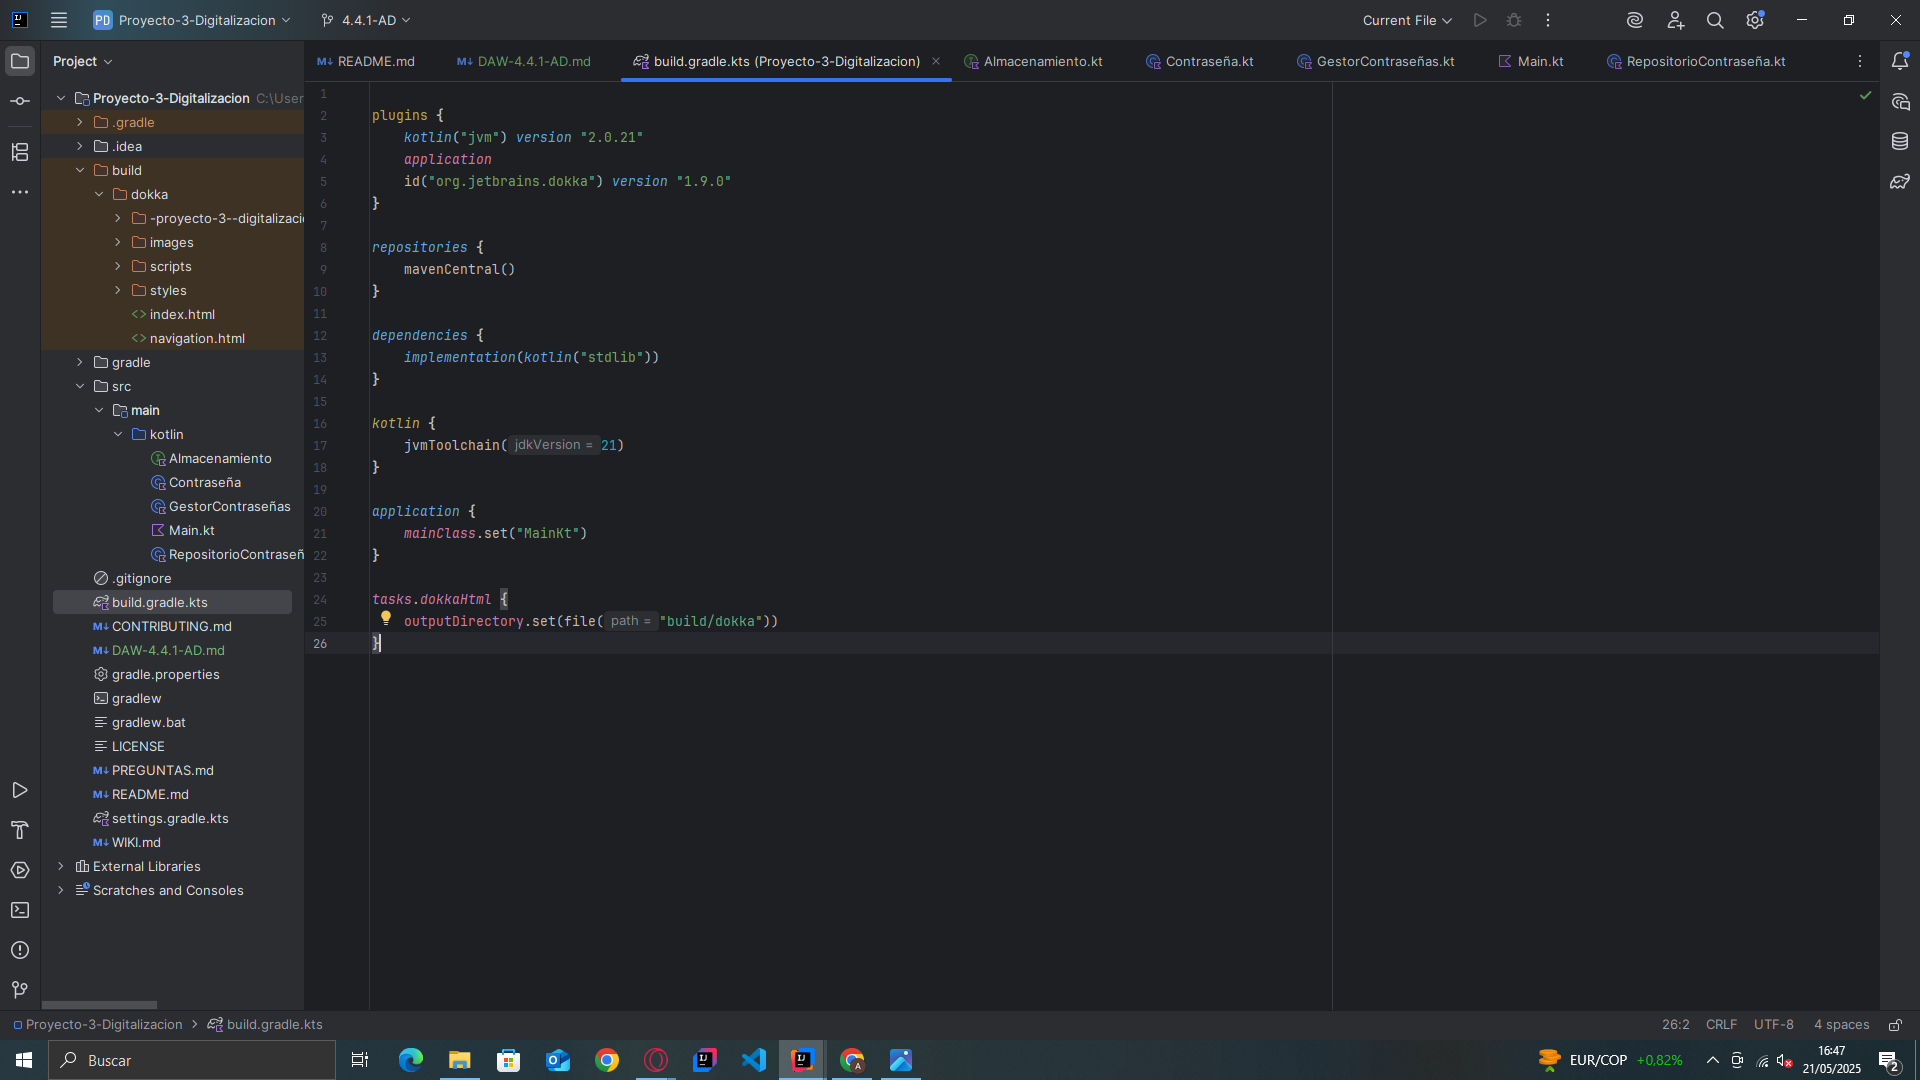 PD Proyecto-3-Digitalizacion 4.4.1-AD Current File
Project
README.md DAW-4.4.1-AD.md build.gradle.kts (Proyecto-3-Digitalizacion) Almacenamiento.kt Contraseña.kt GestorContraseñas.kt Main.kt RepositorioContraseña.kt
Proyecto-3-Digitalizacion C:\User
.gradle
.idea
build
dokka
-proyecto-3--digitalizaci
images
scripts
styles
index.html
navigation.html
gradle
src
main
kotlin
Almacenamiento
Contraseña
GestorContraseñas
Main.kt
RepositorioContraseñ
.gitignore
build.gradle.kts
CONTRIBUTING.md
DAW-4.4.1-AD.md
gradle.properties
gradlew
gradlew.bat
LICENSE
PREGUNTAS.md
README.md
settings.gradle.kts
WIKI.md
External Libraries
Scratches and Consoles
1
2 plugins {
3 kotlin("jvm") version "2.0.21"
4 application
5 id("org.jetbrains.dokka") version "1.9.0"
6 }
7
8 repositories {
9 mavenCentral()
10 }
11
12 dependencies {
13 implementation(kotlin("stdlib"))
14 }
15
16 kotlin {
17 jvmToolchain( jdkVersion = 21)
18 }
19
20 application {
21 mainClass.set("MainKt")
22 }
23
24 tasks.dokkaHtml {
25 outputDirectory.set(file( path = "build/dokka"))
26 }
Proyecto-3-Digitalizacion > build.gradle.kts 26:2 CRLF UTF-8 4 spaces
Buscar EUR/COP +0,82% 16:47
21/05/2025 2